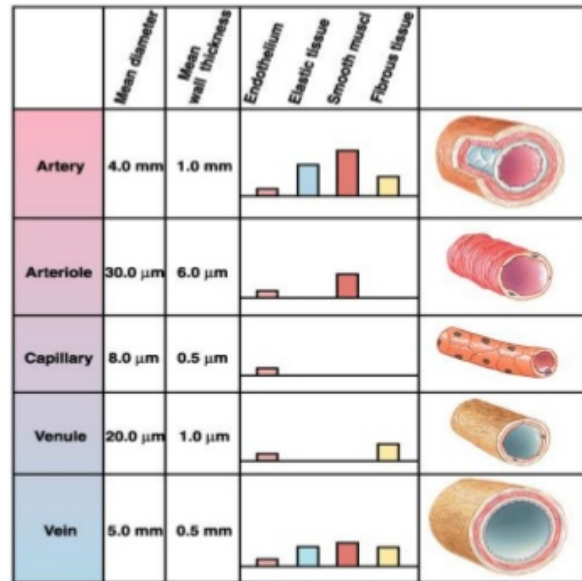 Mean diameter
Mean
wall thickness
Endothelium
Elastic tissue
Smooth muscl
Fibrous tissue
Artery 4.0 mm 1.0 mm
Arteriole 30.0 μm 6.0 μm
Capillary 8.0 μm 0.5 μm
Venule 20.0 μm 1.0 μm
Vein 5.0 mm 0.5 mm